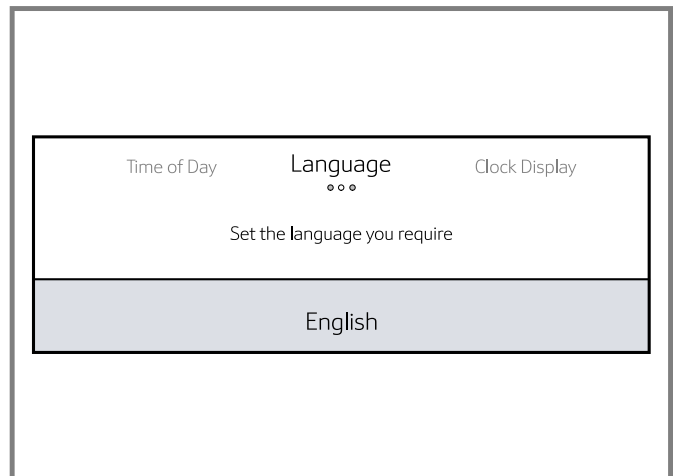 Time of Day Language Clock Display
Set the language you require
English